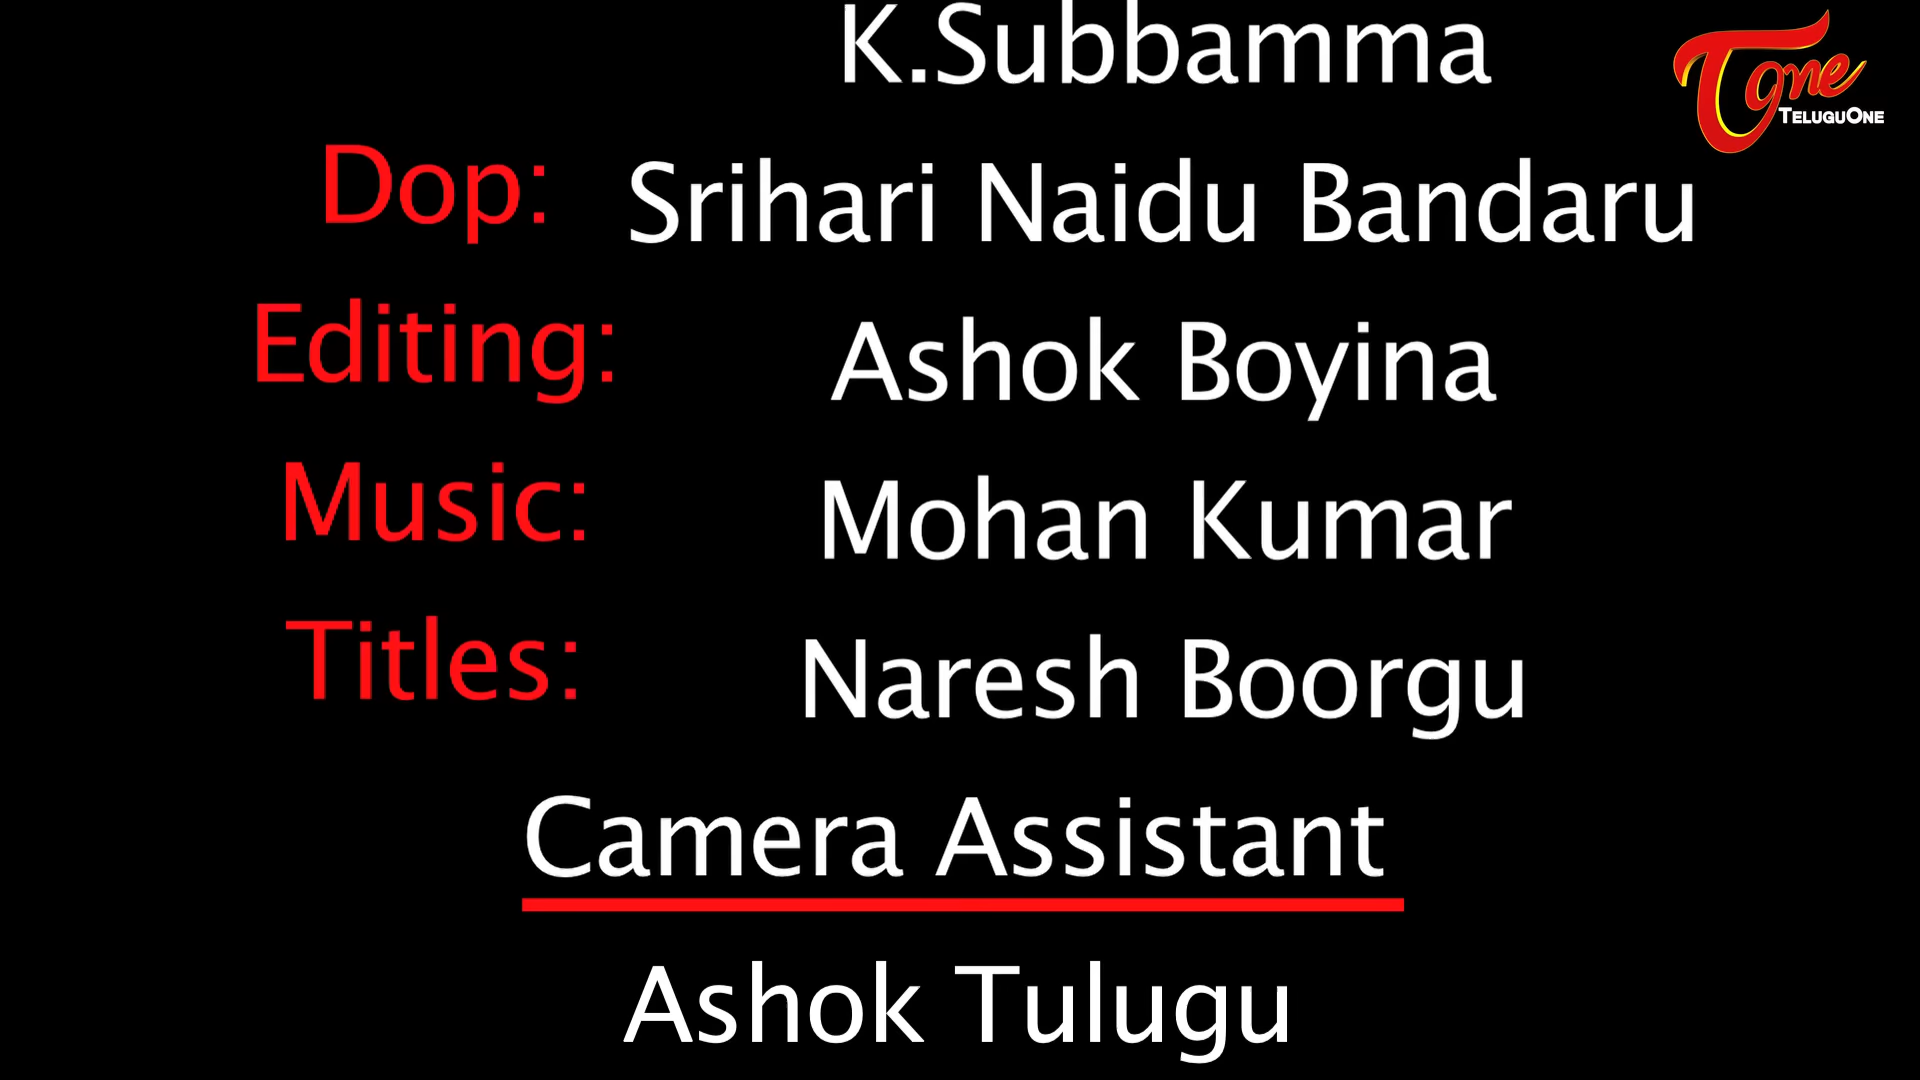 K.Subbamma
Tone
TELUGUONE
Dop: Srihari Naidu Bandaru
Editing: Ashok Boyina
Music: Mohan Kumar
Titles: Naresh Boorgu
Camera Assistant
Ashok Tulugu